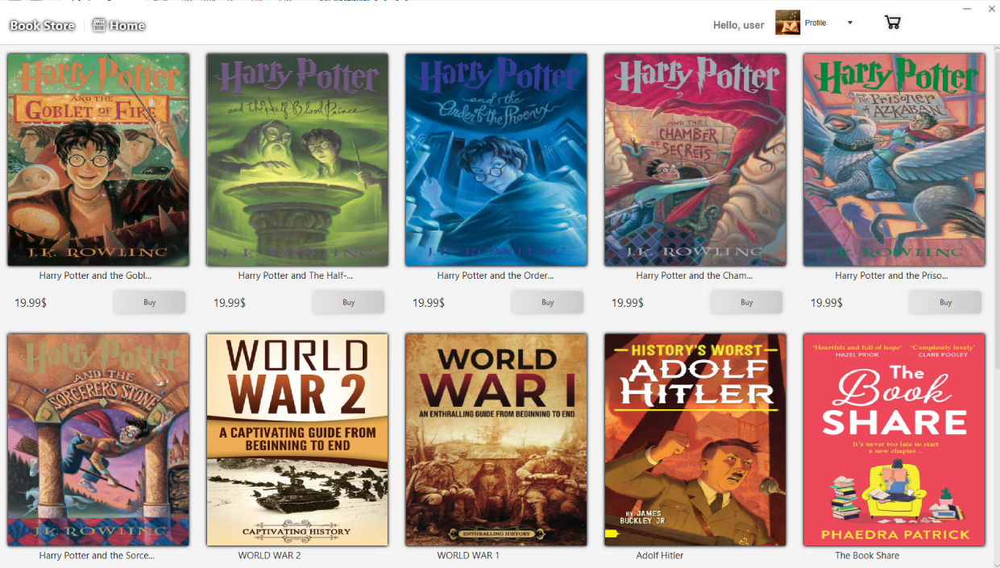 Book Store
Home
Hello, user
Profile
Harry Potter
AND THE
GOBLET OF FIRE
J.K. ROWLING
Harry Potter
and the Half-Blood Prince
J. K. ROWLING
Harry Potter
and the
Order of the Phoenix
J.K. ROWLING
Harry Potter
AND THE
CHAMBER
OF SECRETS
J.K. ROWLING
Harry Potter
AND THE Prisoner
OF AZKABAN
J.K. ROWLING
Harry Potter and the Gobl...
Harry Potter and The Half-...
Harry Potter and the Order...
Harry Potter and the Cham...
Harry Potter and the Priso...
19.99$
Buy
19.99$
Buy
19.99$
Buy
19.99$
Buy
19.99$
Buy
Harry Potter
AND THE
SORCERER'S STONE
J.K. ROWLING
WORLD
WAR 2
A CAPTIVATING GUIDE FROM
BEGINNING TO END
CAPTIVATING HISTORY
WORLD
WAR I
AN ENTHRALLING GUIDE FROM BEGINNING TO END
ENTHRALLING HISTORY
HISTORY'S WORST
ADOLF
HITLER
BY JAMES
BUCKLEY JR.
'Heartfelt and full of hope'
HAZEL PRIOR
'Completely lovely'
CLARE POOLEY
The
Book
SHARE
It's never too late to start
a new chapter...
PHAEDRA PATRICK
Harry Potter and the Sorce...
WORLD WAR 2
WORLD WAR 1
Adolf Hitler
The Book Share